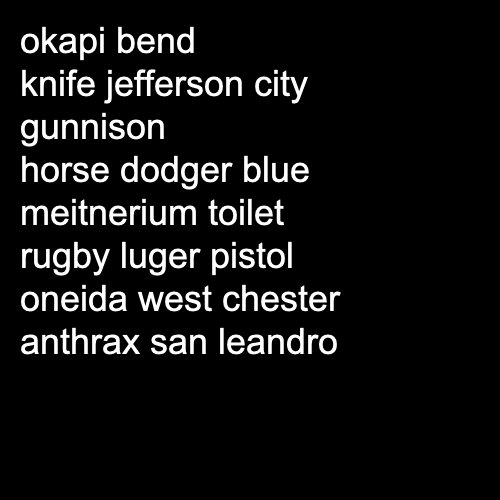 okapi bend
knife jefferson city
gunnison
horse dodger blue
meitnerium toilet
rugby luger pistol
oneida west chester
anthrax san leandro